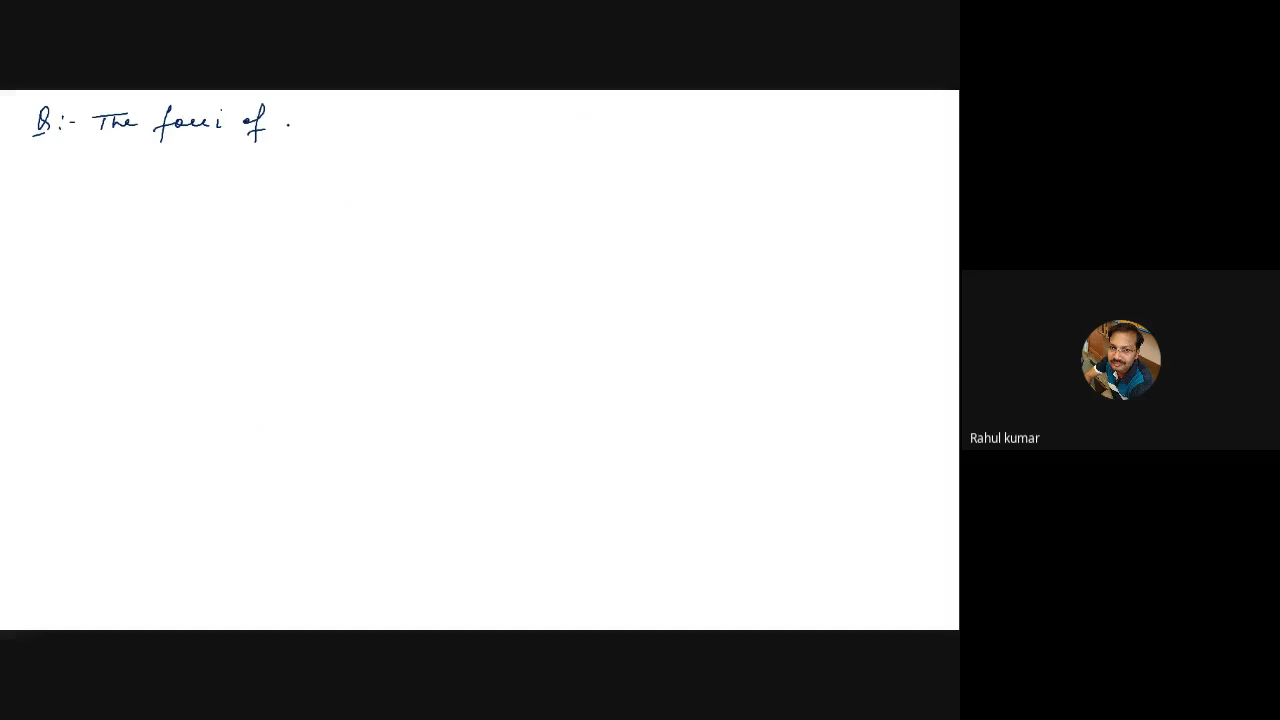 Q:- The foci of .
Rahul kumar